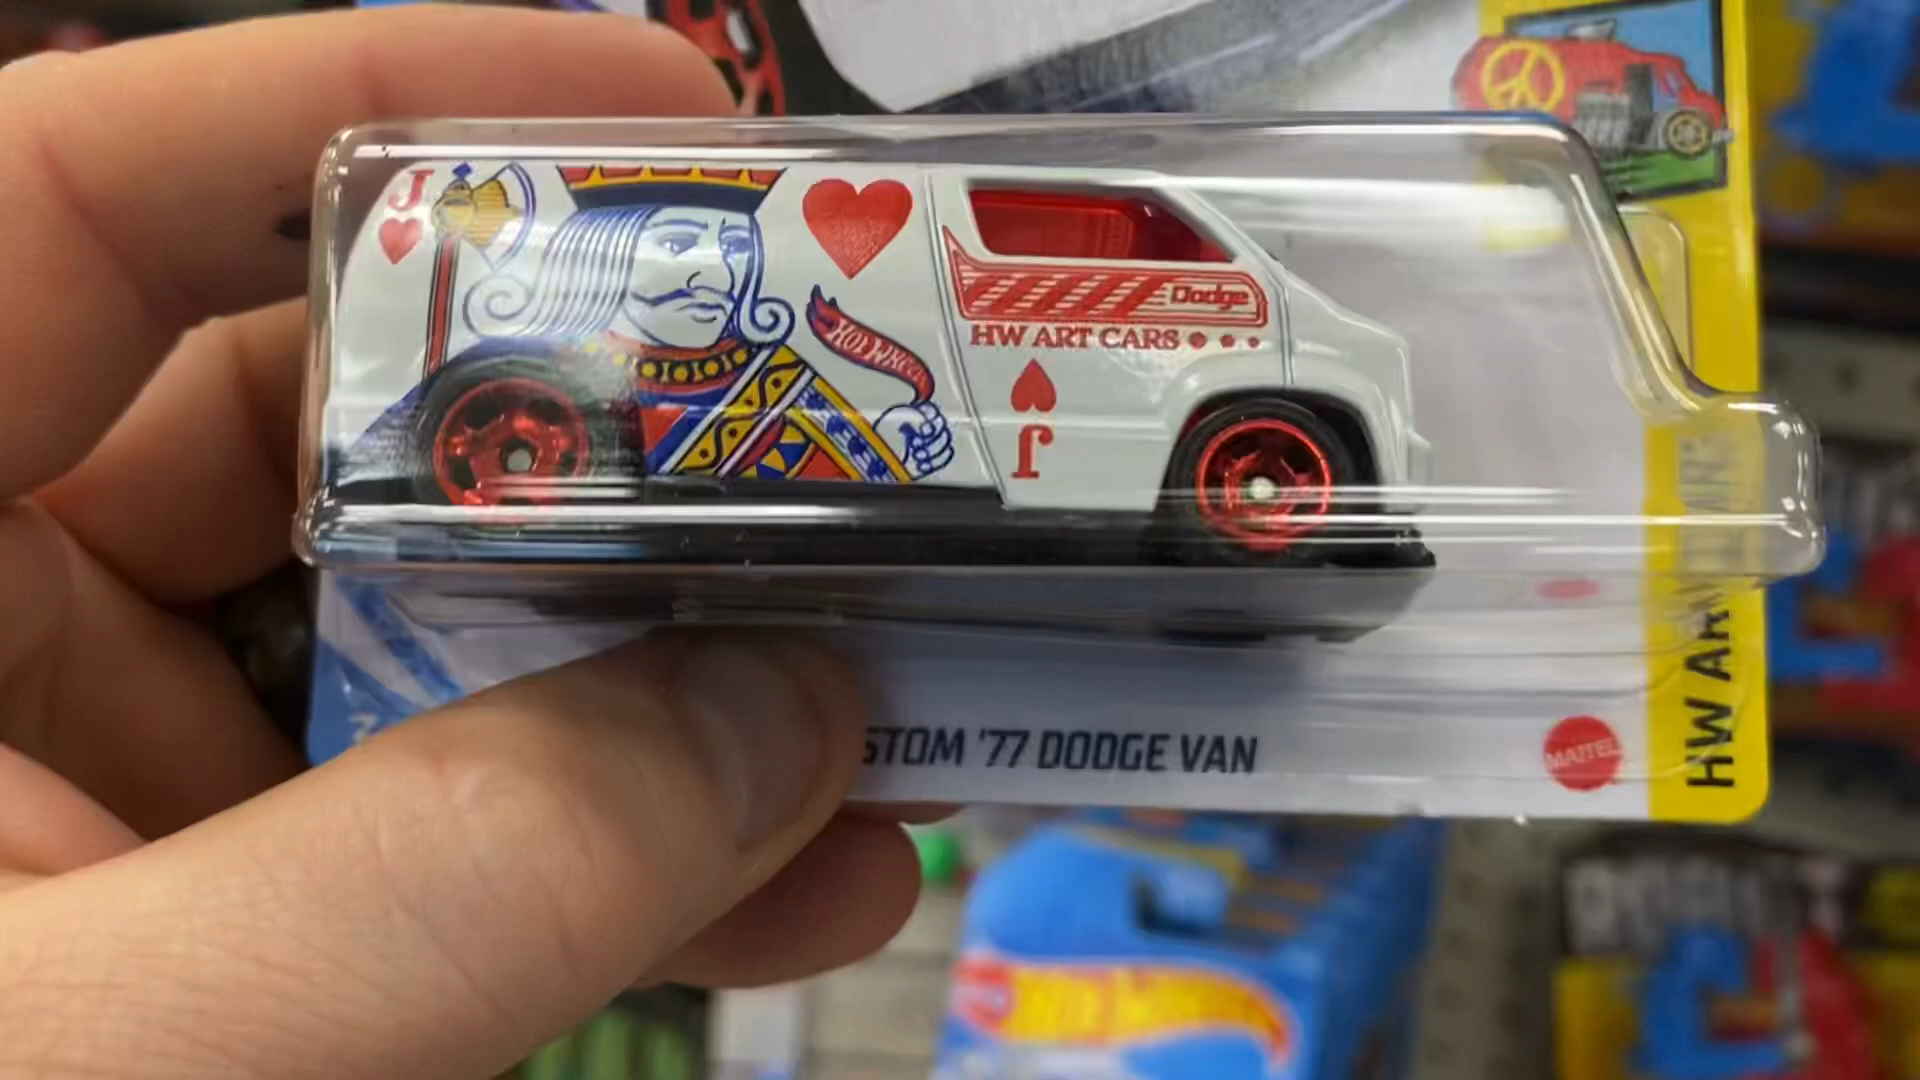 J
HOT WHEELS
Dodge
HW ART CARS
J
STOM '77 DODGE VAN
MATTEL
HW AR